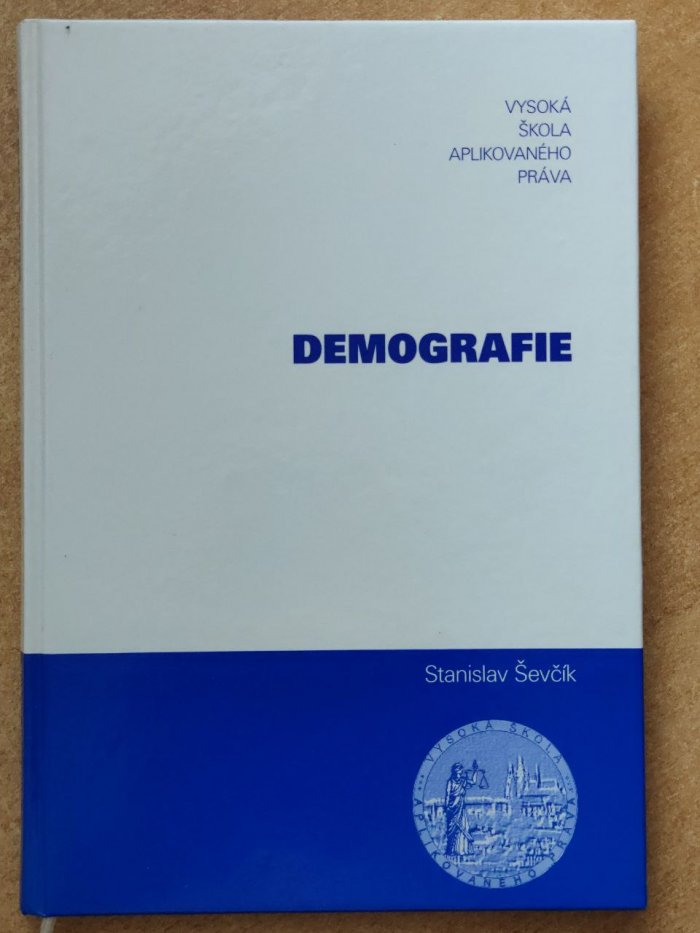 VYSOKÁ
ŠKOLA
APLIKOVANÉHO
PRÁVA
DEMOGRAFIE
Stanislav Ševčík
VYSOKÁ ŠKOLA
APLIKOVANÉHO PRÁVA